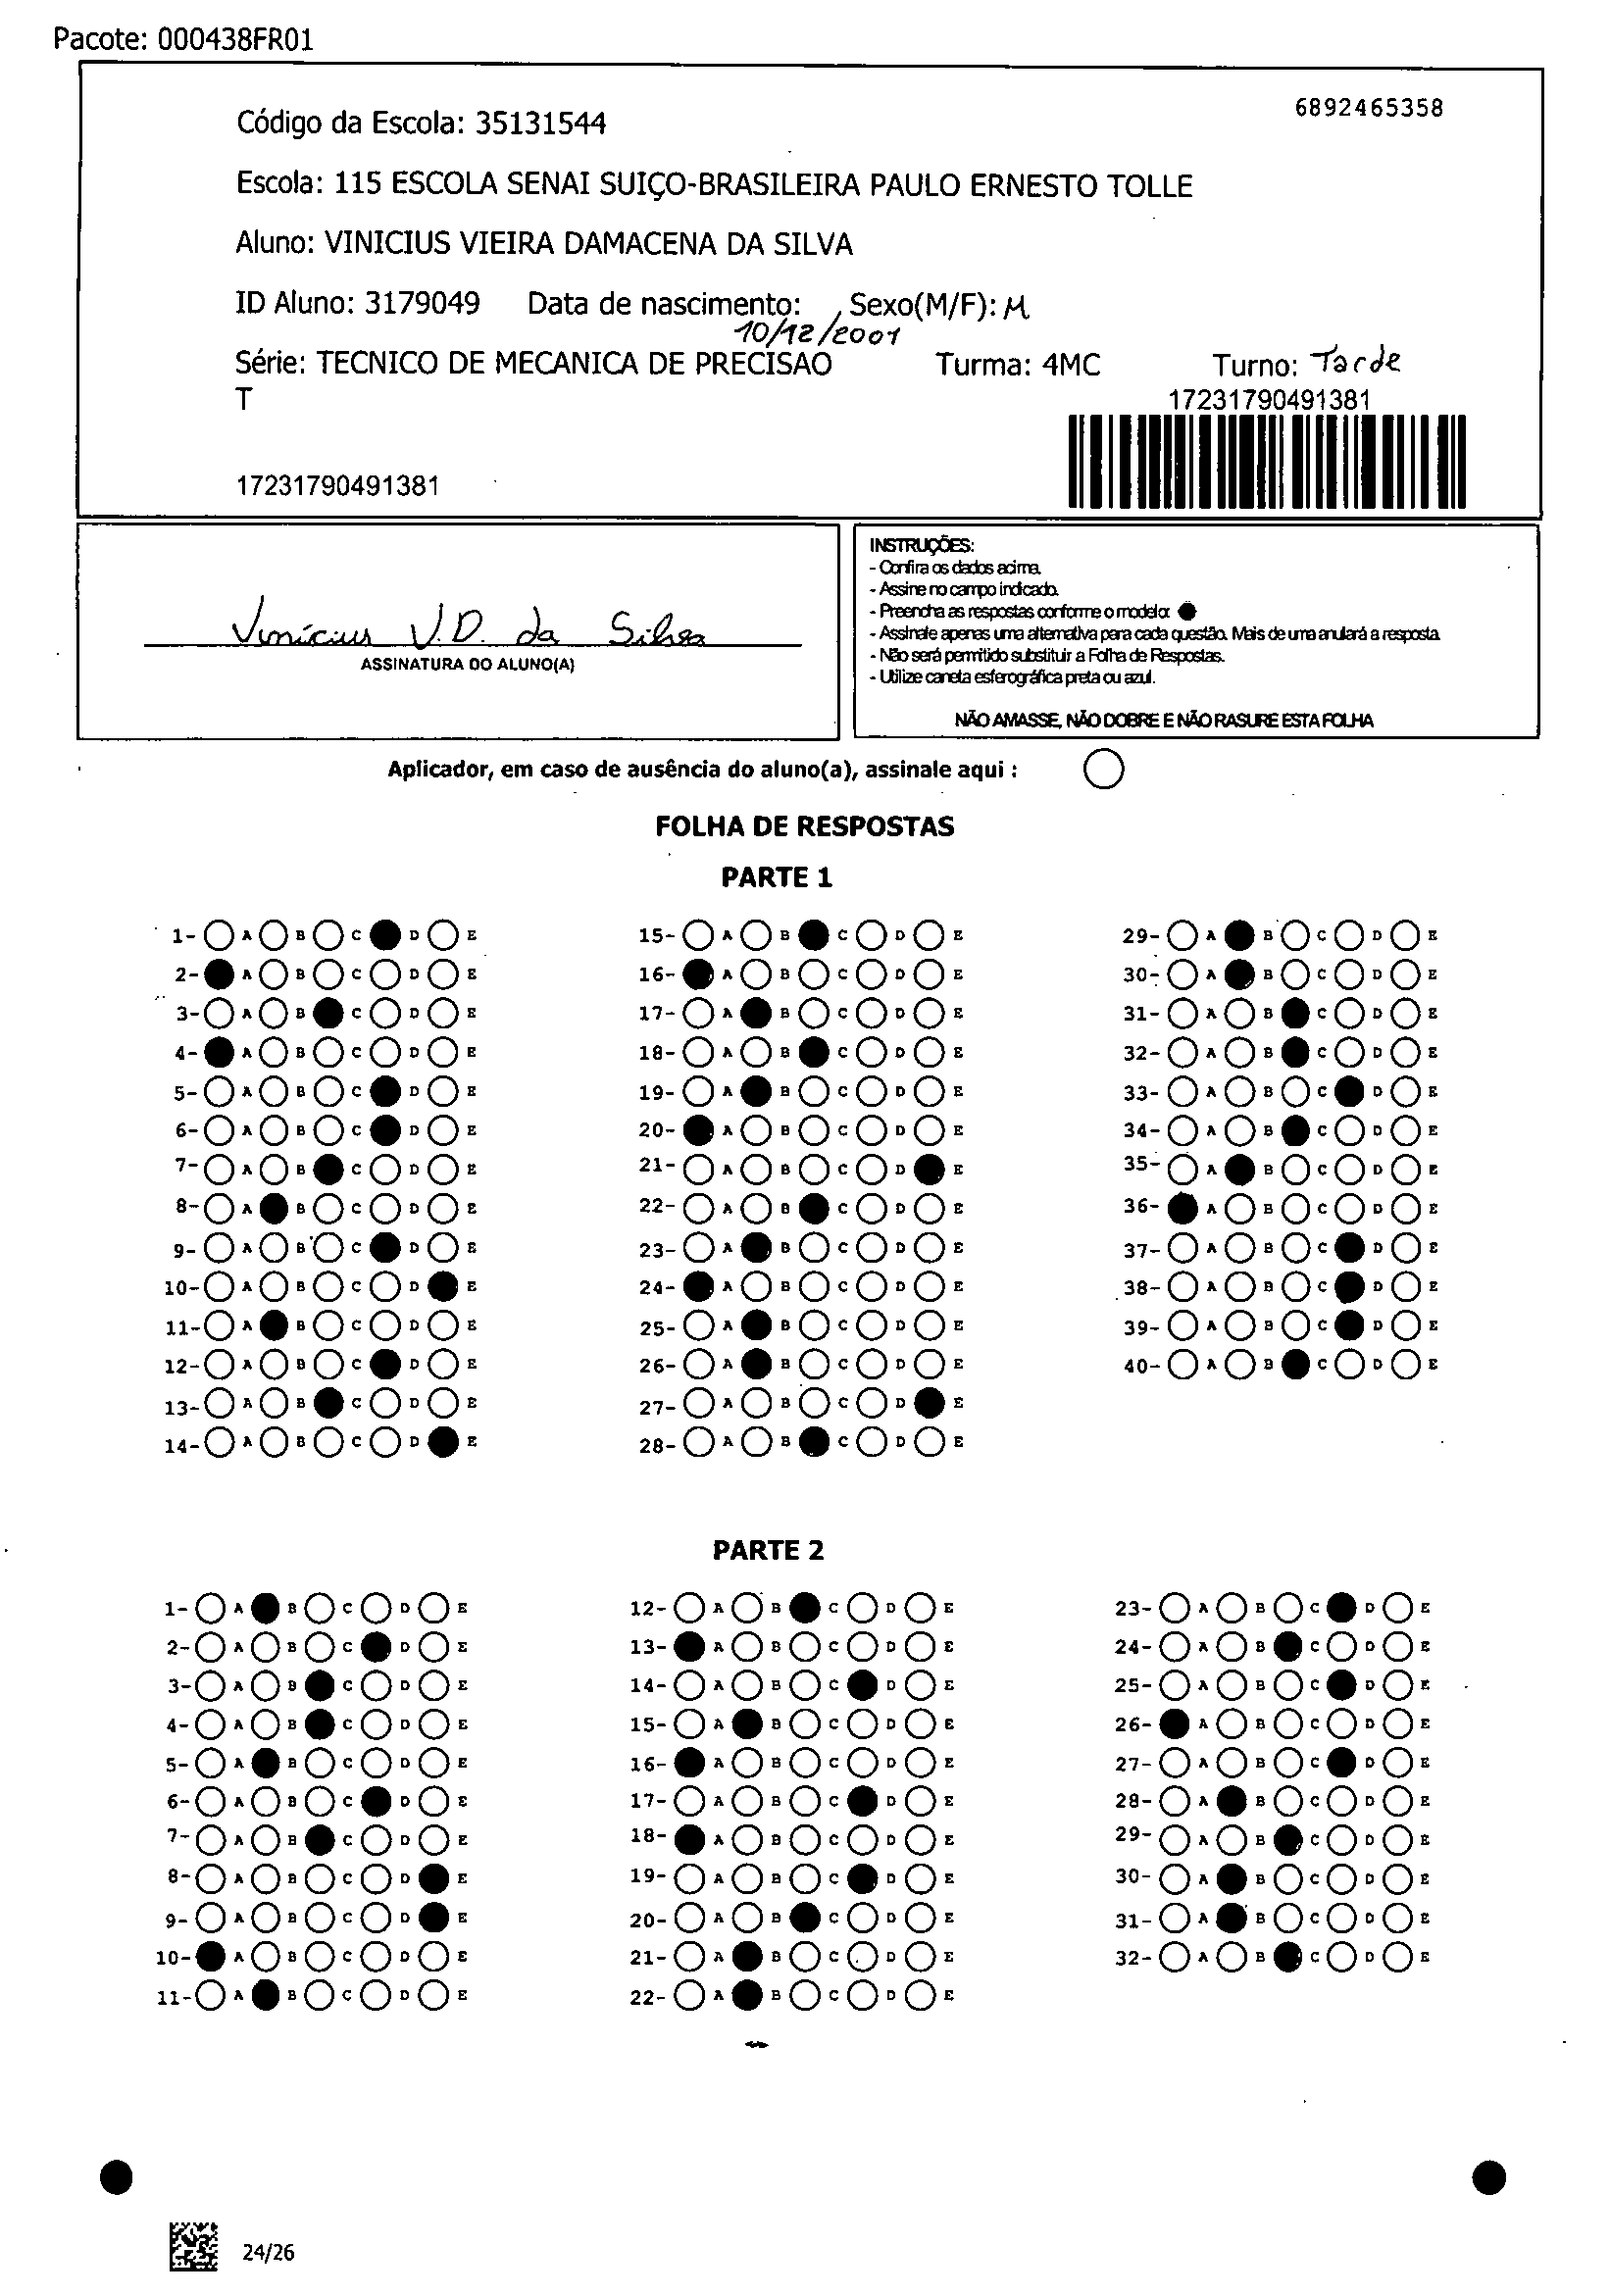 Pacote: 000438FR01
6892465358
Código da Escola: 35131544
Escola: 115 ESCOLA SENAI SUIÇO-BRASILEIRA PAULO ERNESTO TOLLE
Aluno: VINICIUS VIEIRA DAMACENA DA SILVA
ID Aluno: 3179049 Data de nascimento: Sexo(M/F): M
10/12/2001
Série: TECNICO DE MECANICA DE PRECISAO Turma: 4MC Turno: Tarde
T
17231790491381
17231790491381
Vinícius V.D. da Silva
ASSINATURA DO ALUNO(A)
INSTRUÇÕES:
- Confira os dados acima.
- Assine no campo indicado.
- Preencha as respostas conforme o modelo:
- Assinale apenas uma alternativa para cada questão. Mais de uma anulará a resposta.
- Não será permitido substituir a Folha de Respostas.
- Utilize caneta esferográfica preta ou azul.
NÃO AMASSE, NÃO DOBRE E NÃO RASURE ESTA FOLHA
Aplicador, em caso de ausência do aluno(a), assinale aqui :
FOLHA DE RESPOSTAS
PARTE 1
1- A B C D E 15- A B C D E 29- A B C D E
2- A B C D E 16- A B C D E 30- A B C D E
3- A B C D E 17- A B C D E 31- A B C D E
4- A B C D E 18- A B C D E 32- A B C D E
5- A B C D E 19- A B C D E 33- A B C D E
6- A B C D E 20- A B C D E 34- A B C D E
7- A B C D E 21- A B C D E 35- A B C D E
8- A B C D E 22- A B C D E 36- A B C D E
9- A B C D E 23- A B C D E 37- A B C D E
10- A B C D E 24- A B C D E 38- A B C D E
11- A B C D E 25- A B C D E 39- A B C D E
12- A B C D E 26- A B C D E 40- A B C D E
13- A B C D E 27- A B C D E
14- A B C D E 28- A B C D E
PARTE 2
1- A B C D E 12- A B C D E 23- A B C D E
2- A B C D E 13- A B C D E 24- A B C D E
3- A B C D E 14- A B C D E 25- A B C D E
4- A B C D E 15- A B C D E 26- A B C D E
5- A B C D E 16- A B C D E 27- A B C D E
6- A B C D E 17- A B C D E 28- A B C D E
7- A B C D E 18- A B C D E 29- A B C D E
8- A B C D E 19- A B C D E 30- A B C D E
9- A B C D E 20- A B C D E 31- A B C D E
10- A B C D E 21- A B C D E 32- A B C D E
11- A B C D E 22- A B C D E
24/26